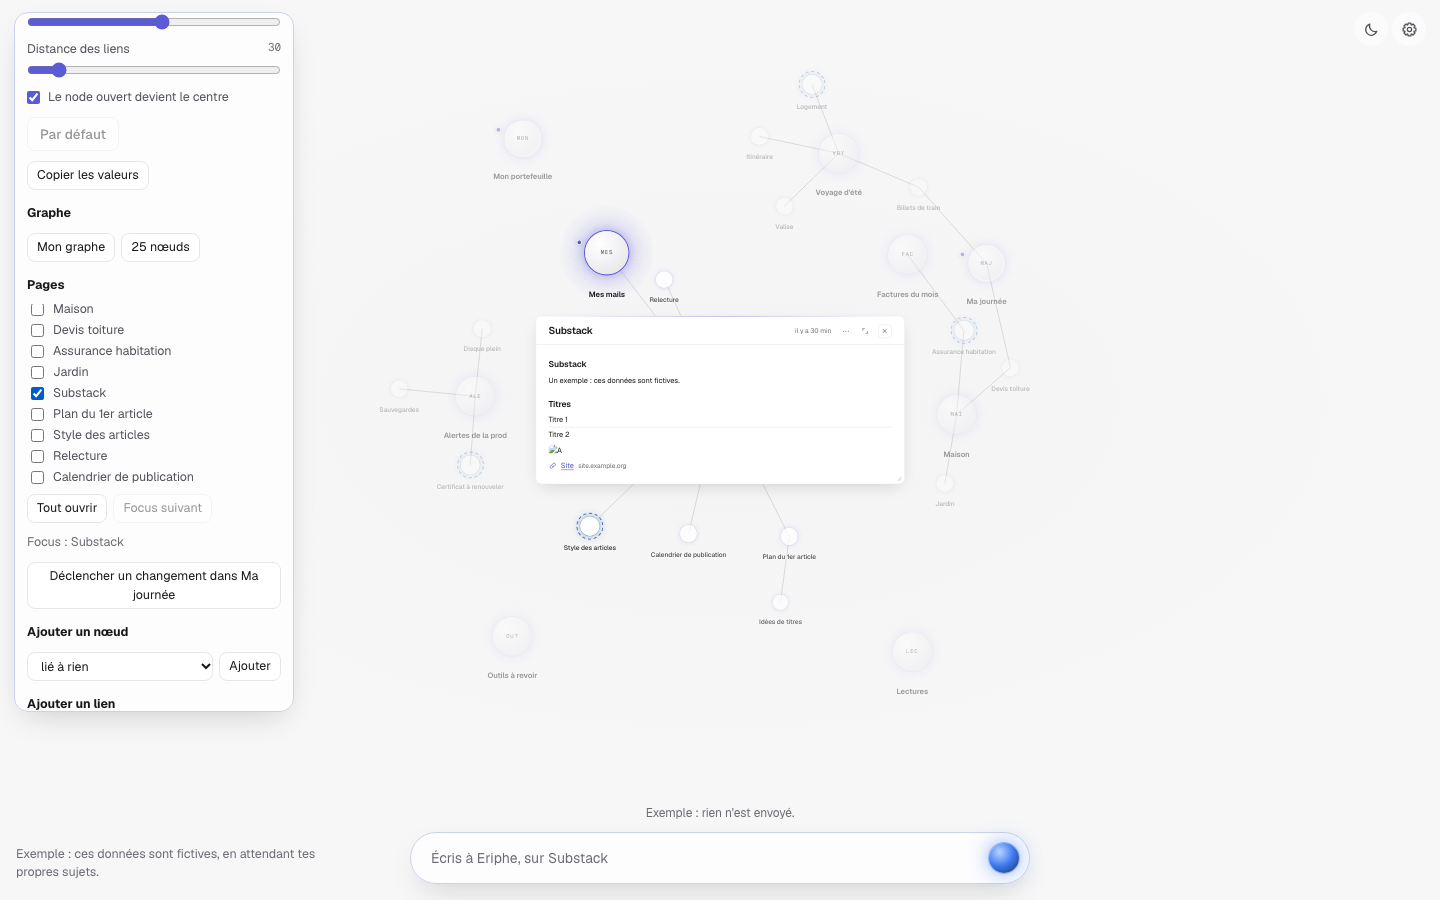 Distance des liens
30
Le node ouvert devient le centre
Par défaut
Copier les valeurs
Graphe
Mon graphe
25 nœuds
Pages
Maison
Devis toiture
Assurance habitation
Jardin
Substack
Plan du 1er article
Style des articles
Relecture
Calendrier de publication
Tout ouvrir
Focus suivant
Focus : Substack
Déclencher un changement dans Ma
journée
Ajouter un nœud
lié à rien
Ajouter
Ajouter un lien
Exemple : ces données sont fictives, en attendant tes
propres sujets.
Logement
MON
Itinéraire
Mon portefeuille
Voyage d'été
Billets de train
Valise
MES
FAC
MAJ
Mes mails
Relecture
Factures du mois
Ma journée
Disque plein
Assurance habitation
Sauvegardes
ALE
Devis toiture
MAI
Alertes de la prod
Maison
Certificat à renouveler
Jardin
Substack
il y a 30 min
Substack
Un exemple : ces données sont fictives.
Titres
Titre 1
Titre 2
A
Site
site.example.org
Style des articles
Calendrier de publication
Plan du 1er article
Idées de titres
OUT
Outils à revoir
LEC
Lectures
Exemple : rien n'est envoyé.
Écris à Eriphe, sur Substack